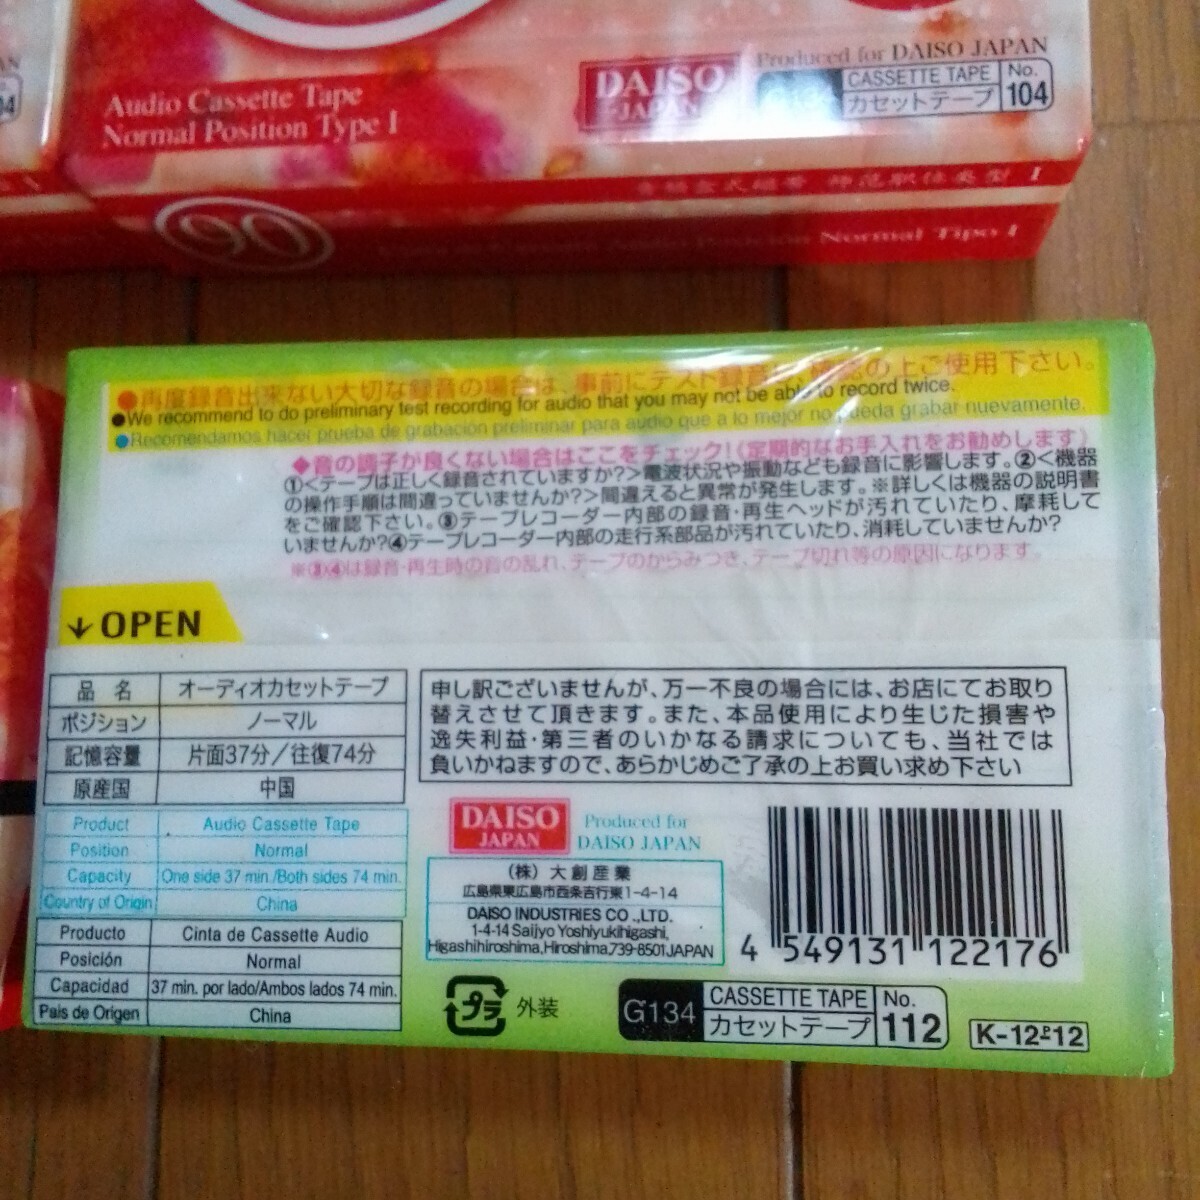 Produced for DAISO JAPAN
DAISO
JAPAN
CASSETTE TAPE
カセットテープ
No.
104
Audio Cassette Tape
Normal Position Type I
90
Normal Tipo I
●再度録音出来ない大切な録音の場合は、事前にテスト録音 確認の上ご使用下さい。
●We recommend to do preliminary test recording for audio that you may not be able to record twice.
●Recomendamos hacer prueba de grabación preliminar para audio que a lo mejor no pueda grabar nuevamente.
◆音の調子が良くない場合はここをチェック!(定期的なお手入れをお勧めします)
①<テープは正しく録音されていますか?>電波状況や振動なども録音に影響します。②<機器
の操作手順は間違っていませんか?>間違えると異常が発生します。※詳しくは機器の説明書
をご確認下さい。③テープレコーダー内部の録音・再生ヘッドが汚れていたり、摩耗して
いませんか?④テープレコーダー内部の走行系部品が汚れていたり、消耗していませんか?
※③④は録音・再生時の音の乱れ、テープのからみつき、テープ切れ等の原因になります。
↓OPEN
品 名 オーディオカセットテープ
ポジション ノーマル
記憶容量 片面37分/往復74分
原産国 中国
Product Audio Cassette Tape
Position Normal
Capacity One side 37 min./Both sides 74 min.
Country of Origin China
Producto Cinta de Cassette Audio
Posición Normal
Capacidad 37 min. por lado/Ambos lados 74 min.
Pais de Origen China
申し訳ございませんが、万一不良の場合には、お店にてお取り
替えさせて頂きます。また、本品使用により生じた損害や
逸失利益・第三者のいかなる請求についても、当社では
負いかねますので、あらかじめご了承の上お買い求め下さい
DAISO
JAPAN
Produced for
DAISO JAPAN
(株)大創産業
広島県東広島市西条吉行東1-4-14
DAISO INDUSTRIES CO.,LTD.
1-4-14 Saijyo Yoshiyukihigashi,
Higashihiroshima,Hiroshima,739-8501JAPAN
4 549131 122176
プラ 外装
G134
CASSETTE TAPE
カセットテープ
No.
112
K-12-P-12